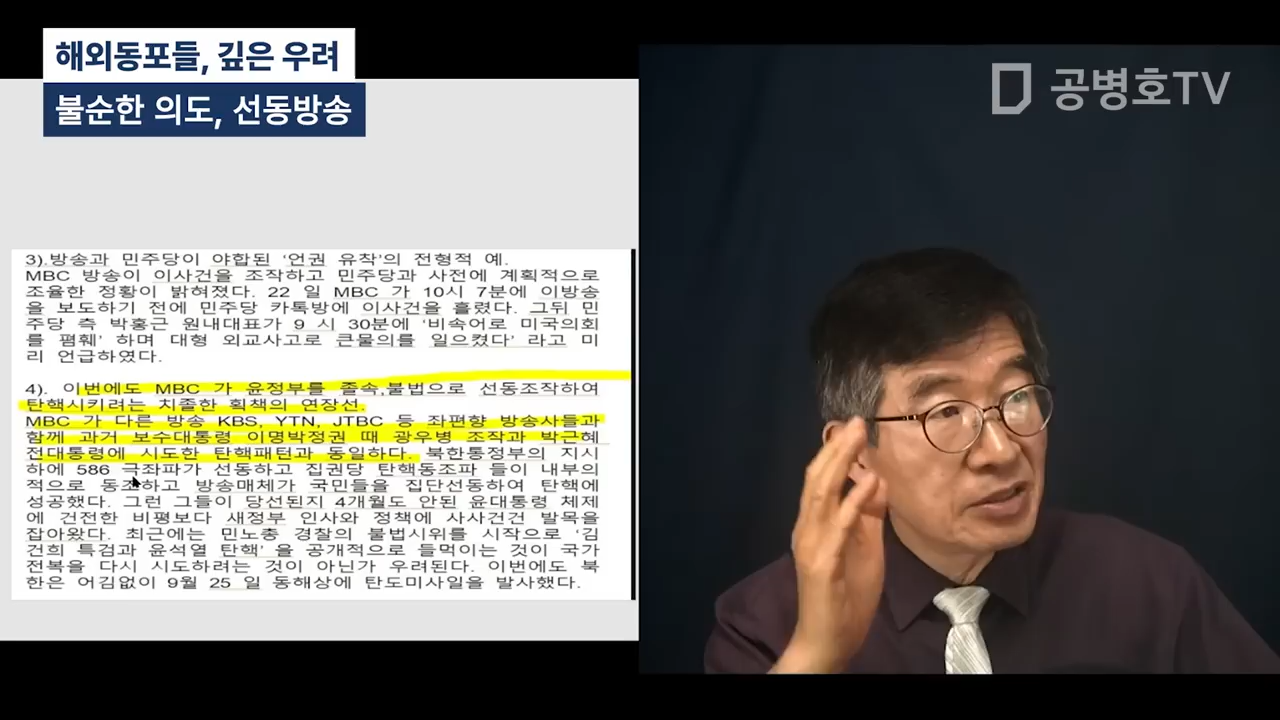 해외동포들, 깊은 우려
불순한 의도, 선동방송
공병호TV
3).방송과 민주당이 야합된 ‘언권 유착’의 전형적 예.
MBC 방송이 이사건을 조작하고 민주당과 사전에 계획적으로
조율한 정황이 밝혀졌다. 22 일 MBC 가 10시 7분에 이방송
을 보도하기 전에 민주당 카톡방에 이사건을 흘렸다. 그뒤 민
주당 측 박홍근 원내대표가 9 시 30분에 ‘비속어로 미국의회
를 폄훼’ 하며 대형 외교사고로 큰물의를 일으켰다’ 라고 미
리 언급하였다.
4). 이번에도 MBC 가 윤정부를 졸속,불법으로 선동조작하여
탄핵시키려는 치졸한 획책의 연장선.
MBC 가 다른 방송 KBS, YTN, JTBC 등 좌편향 방송사들과
함께 과거 보수대통령 이명박정권 때 광우병 조작과 박근혜
전대통령에 시도한 탄핵패턴과 동일하다. 북한통정부의 지시
하에 586 극좌파가 선동하고 집권당 탄핵동조파 들이 내부의
적으로 동조하고 방송매체가 국민들을 집단선동하여 탄핵에
성공했다. 그런 그들이 당선된지 4개월도 안된 윤대통령 체제
에 건전한 비평보다 새정부 인사와 정책에 사사건건 발목을
잡아왔다. 최근에는 민노총 경찰의 불법시위를 시작으로 ‘김
건희 특검과 윤석열 탄핵’ 을 공개적으로 들먹이는 것이 국가
전복을 다시 시도하려는 것이 아닌가 우려된다. 이번에도 북
한은 어김없이 9월 25 일 동해상에 탄도미사일을 발사했다.